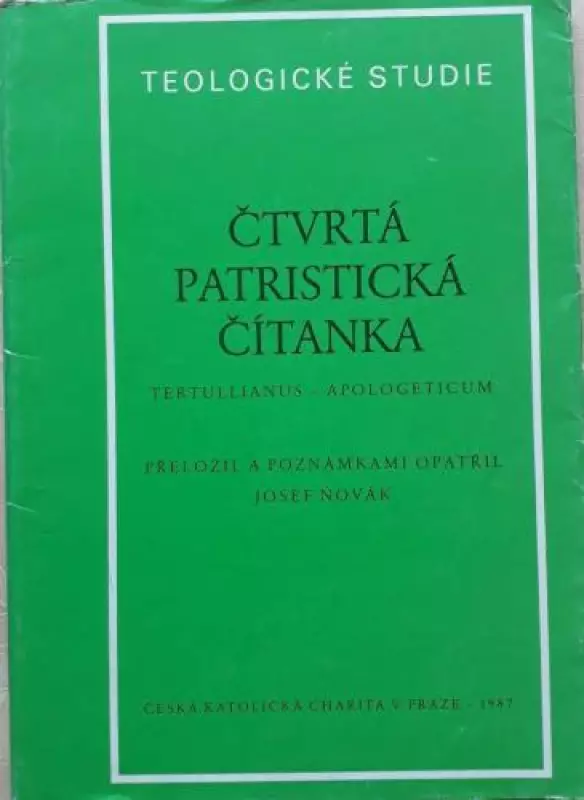 TEOLOGICKÉ STUDIE
ČTVRTÁ
PATRISTICKÁ
ČÍTANKA
TERTULLIANUS - APOLOGETICUM
PŘELOŽIL A POZNÁMKAMI OPATŘIL
JOSEF NOVÁK
ČESKÁ KATOLICKÁ CHARITA V PRAZE - 1987